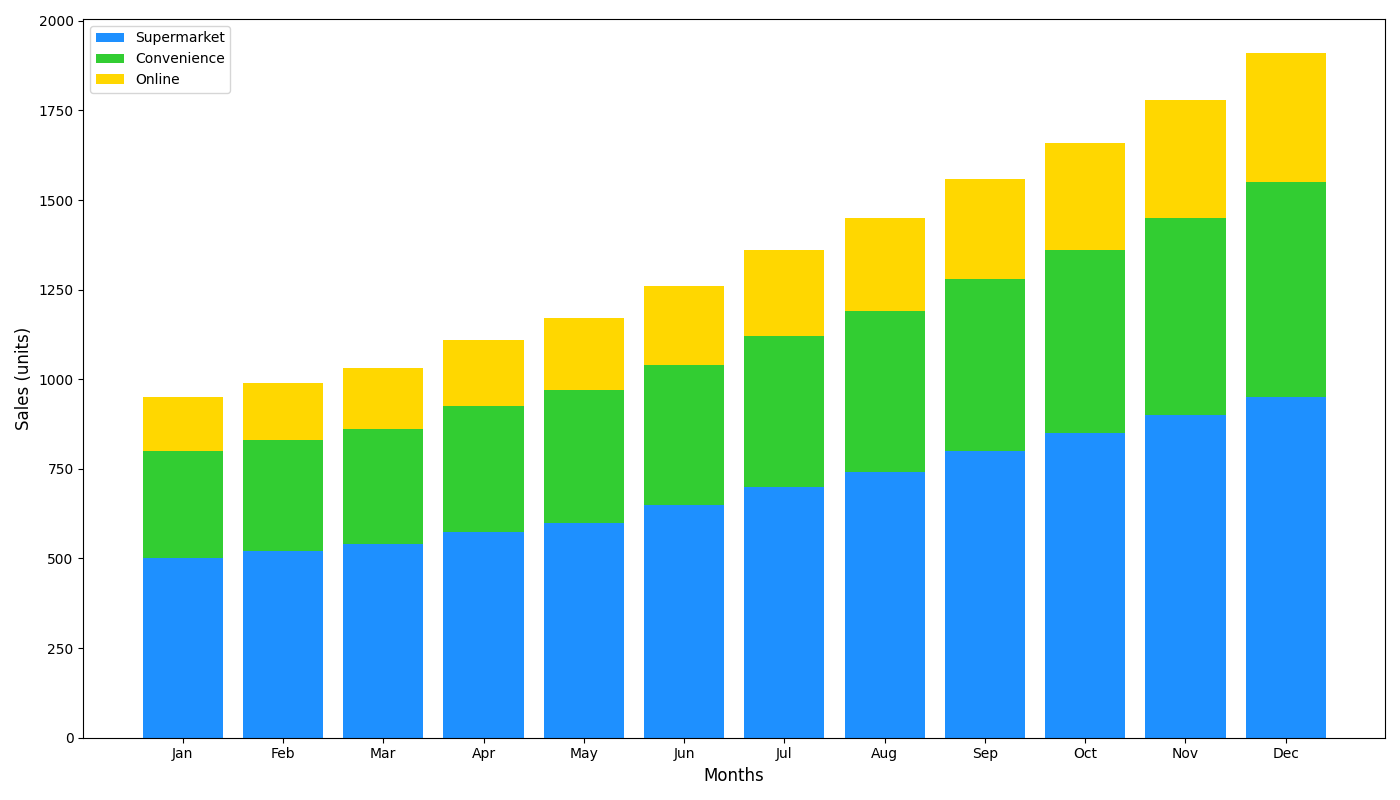 2000
1750
1500
1250
1000
750
500
250
0
Sales (units)
Supermarket
Convenience
Online
Jan Feb Mar Apr May Jun Jul Aug Sep Oct Nov Dec
Months